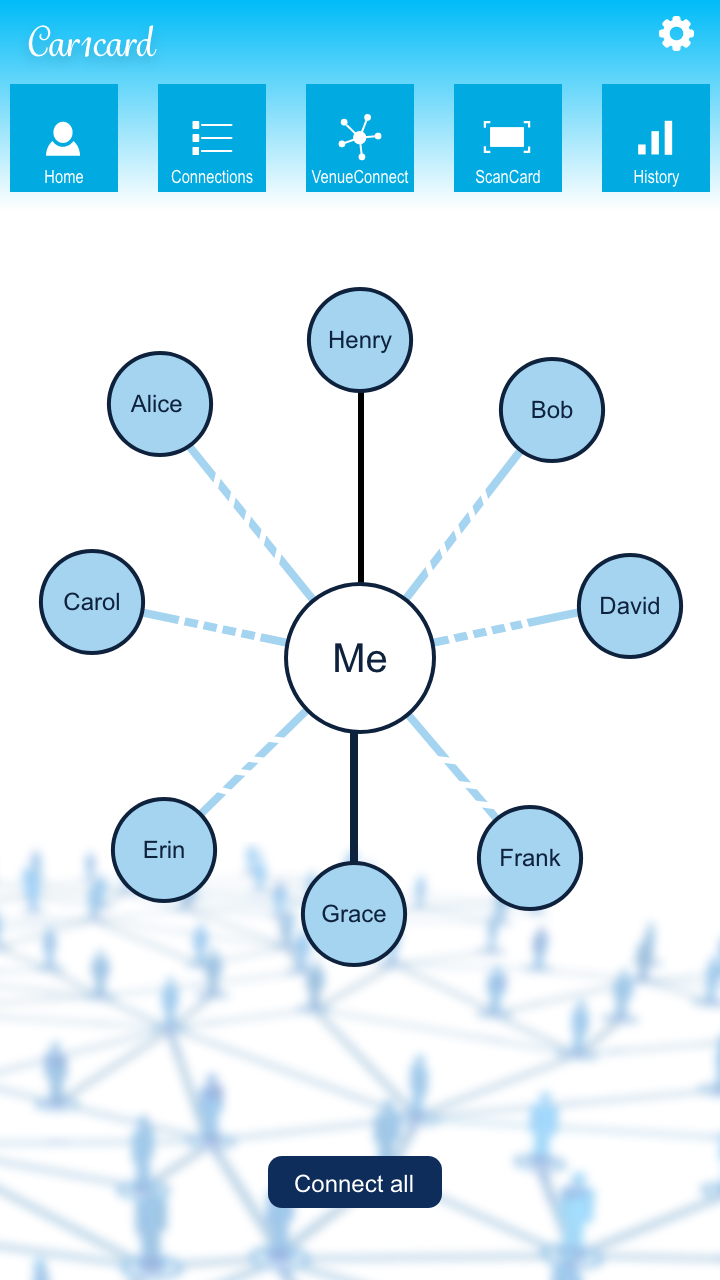 Car1card
Home
Connections
VenueConnect
ScanCard
History
Henry
Alice
Bob
Carol
David
Me
Erin
Frank
Grace
Connect all